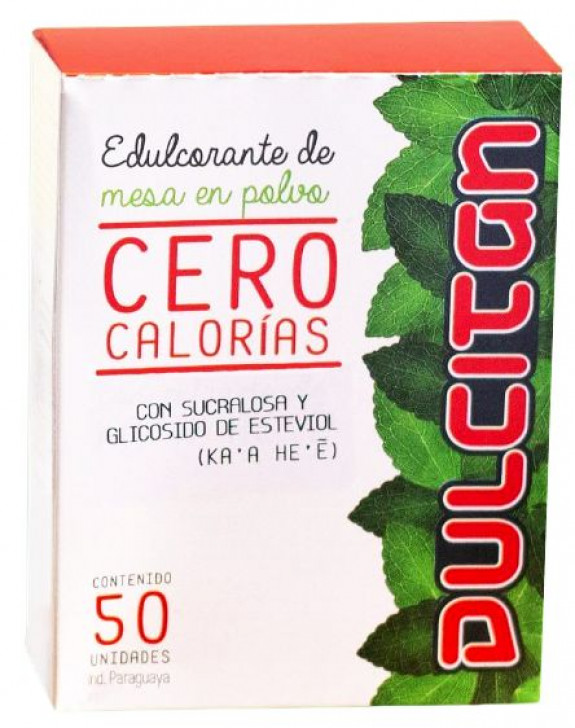 Edulcorante de
mesa en polvo
CERO
CALORÍAS
CON SUCRALOSA Y
GLICOSIDO DE ESTEVIOL
(KA'A HE'Ẽ)
CONTENIDO
50
UNIDADES
Ind. Paraguaya
DULCITAN